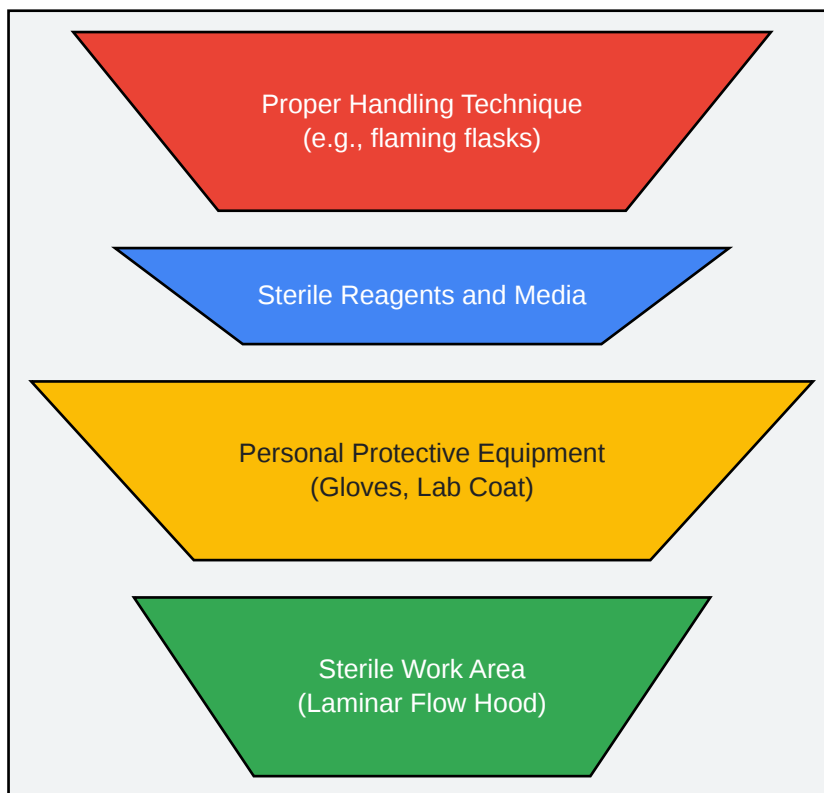 Proper Handling Technique
(e.g., flaming flasks)
Sterile Reagents and Media
Personal Protective Equipment
(Gloves, Lab Coat)
Sterile Work Area
(Laminar Flow Hood)